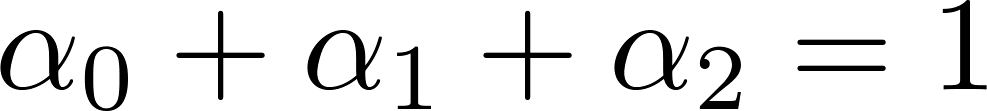 α₀ + α₁ + α₂ = 1